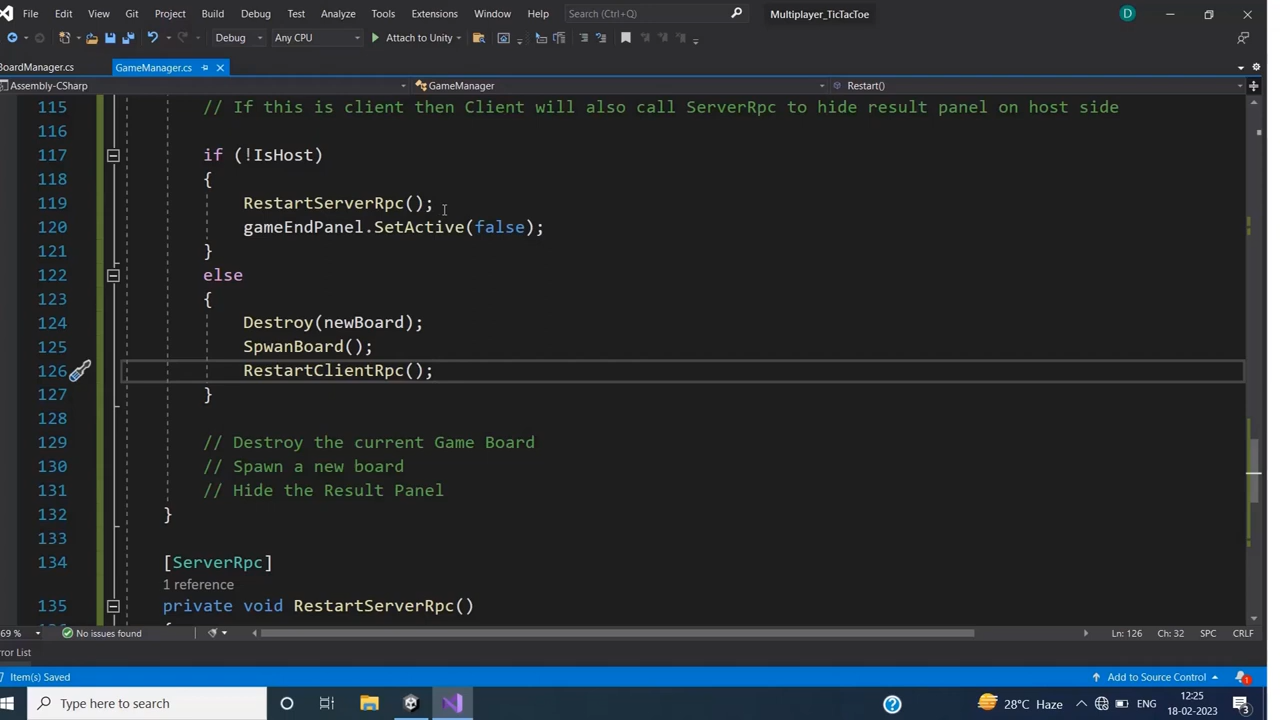 File Edit View Git Project Build Debug Test Analyze Tools Extensions Window Help Search (Ctrl+Q) Multiplayer_TicTacToe D
Debug Any CPU Attach to Unity
BoardManager.cs GameManager.cs
Assembly-CSharp GameManager Restart()
115 // If this is client then Client will also call ServerRpc to hide result panel on host side
116
117 if (!IsHost)
118 {
119 RestartServerRpc();
120 gameEndPanel.SetActive(false);
121 }
122 else
123 {
124 Destroy(newBoard);
125 SpwanBoard();
126 RestartClientRpc();
127 }
128
129 // Destroy the current Game Board
130 // Spawn a new board
131 // Hide the Result Panel
132 }
133
134 [ServerRpc]
1 reference
135 private void RestartServerRpc()
69 % No issues found Ln: 126 Ch: 32 SPC CRLF
rror List
Item(s) Saved Add to Source Control 1
Type here to search 28°C Haze ENG 12:25
18-02-2023 3